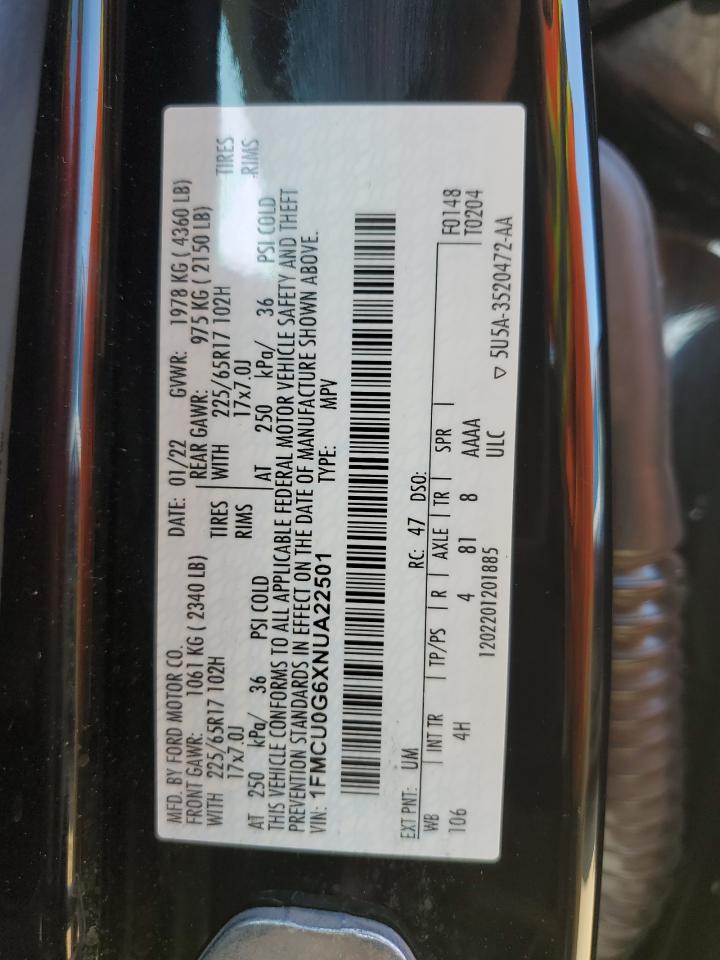 MFD. BY FORD MOTOR CO. DATE: 01/22 GVWR: 1978 KG ( 4360 LB)
FRONT GAWR: 1061 KG ( 2340 LB) REAR GAWR: 975 KG ( 2150 LB)
WITH 225/65R17 102H TIRES WITH 225/65R17 102H TIRES
17x7.0J RIMS 17x7.0J RIMS
AT 250 kPa/ 36 PSI COLD AT 250 kPa/ 36 PSI COLD
THIS VEHICLE CONFORMS TO ALL APPLICABLE FEDERAL MOTOR VEHICLE SAFETY AND THEFT
PREVENTION STANDARDS IN EFFECT ON THE DATE OF MANUFACTURE SHOWN ABOVE.
VIN: 1FMCU0G6XNUA22501 TYPE: MPV
EXT PNT: UM RC: 47 DSO: F0148
WB INT TR TP/PS R AXLE TR SPR T0204
106 4H 4 81 8 AAAA
ULC
1202201201885 ▽ 5U5A-3520472-AA